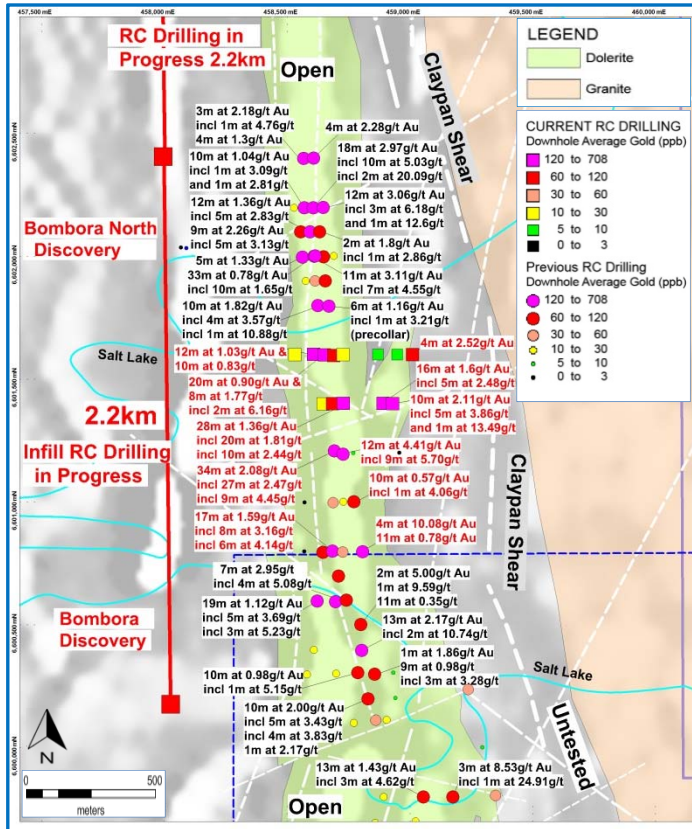 457,500 mE
458,000 mE
458,500 mE
459,000 mE
459,500 mE
460,000 mE
RC Drilling in
Progress 2.2km
Open
Claypan Shear
LEGEND
Dolerite
Granite
CURRENT RC DRILLING
Downhole Average Gold (ppb)
120 to 708
60 to 120
30 to 60
10 to 30
5 to 10
0 to 3
Previous RC Drilling
Downhole Average Gold (ppb)
120 to 708
60 to 120
30 to 60
10 to 30
5 to 10
0 to 3
6,602,500 mN
6,602,000 mN
6,601,500 mN
6,601,000 mN
6,600,500 mN
6,600,000 mN
3m at 2.18g/t Au
incl 1m at 4.76g/t
4m at 1.3g/t Au
4m at 2.28g/t Au
10m at 1.04g/t Au
incl 1m at 3.09g/t
and 1m at 2.81g/t
18m at 2.97g/t Au
incl 10m at 5.03g/t
incl 2m at 20.09g/t
12m at 1.36g/t Au
incl 5m at 2.83g/t
12m at 3.06g/t Au
incl 3m at 6.18g/t
and 1m at 12.6g/t
Bombora North
Discovery
9m at 2.26g/t Au
incl 5m at 3.13g/t
2m at 1.8g/t Au
incl 1m at 2.86g/t
5m at 1.33g/t Au
33m at 0.78g/t Au
incl 10m at 1.65g/t
11m at 3.11g/t Au
incl 7m at 4.55g/t
10m at 1.82g/t Au
incl 4m at 3.57g/t
incl 1m at 10.88g/t
6m at 1.16g/t Au
incl 1m at 3.21g/t
(precollar)
Salt Lake
12m at 1.03g/t Au &
10m at 0.83g/t
4m at 2.52g/t Au
20m at 0.90g/t Au &
8m at 1.77g/t
incl 2m at 6.16g/t
16m at 1.6g/t Au
incl 5m at 2.48g/t
2.2km
10m at 2.11g/t Au
incl 5m at 3.86g/t
and 1m at 13.49g/t
28m at 1.36g/t Au
incl 20m at 1.81g/t
incl 10m at 2.44g/t
Infill RC Drilling
in Progress
12m at 4.41g/t Au
incl 9m at 5.70g/t
34m at 2.08g/t Au
incl 27m at 2.47g/t
incl 9m at 4.45g/t
10m at 0.57g/t Au
incl 1m at 4.06g/t
Claypan Shear
17m at 1.59g/t Au
incl 8m at 3.16g/t
incl 6m at 4.14g/t
4m at 10.08g/t Au
11m at 0.78g/t Au
7m at 2.95g/t
incl 4m at 5.08g/t
2m at 5.00g/t Au
1m at 9.59g/t
11m at 0.35g/t
Bombora
Discovery
19m at 1.12g/t Au
incl 5m at 3.69g/t
incl 3m at 5.23g/t
13m at 2.17g/t Au
incl 2m at 10.74g/t
1m at 1.86g/t Au
9m at 0.98g/t
incl 3m at 3.28g/t
10m at 0.98g/t Au
incl 1m at 5.15g/t
Salt Lake
10m at 2.00g/t Au
incl 5m at 3.43g/t
incl 4m at 3.83g/t
1m at 2.17g/t
Untested
N
13m at 1.43g/t Au
incl 3m at 4.62g/t
3m at 8.53g/t Au
incl 1m at 24.91g/t
0
500
meters
Open